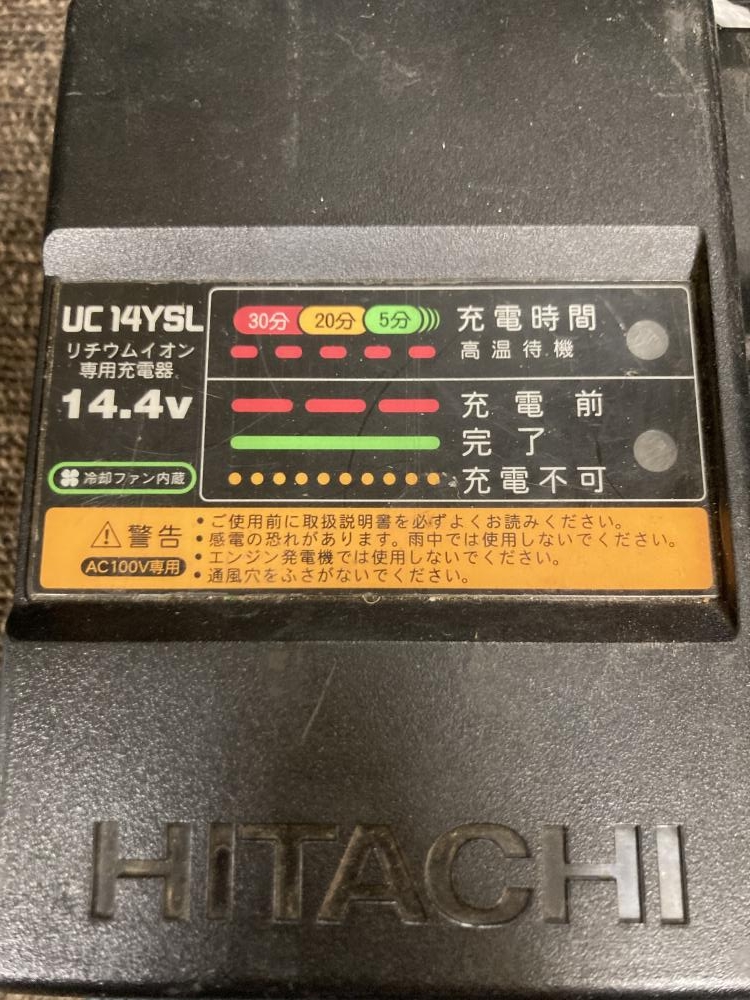 UC 14YSL
リチウムイオン
専用充電器
14.4v
冷却ファン内蔵
30分 20分 5分 充電時間
高温待機
充電前
完了
充電不可
警告
AC100V専用
・ご使用前に取扱説明書を必ずよくお読みください。
・感電の恐れがあります。雨中では使用しないでください。
・エンジン発電機では使用しないでください。
・通風穴をふさがないでください。
HITACHI